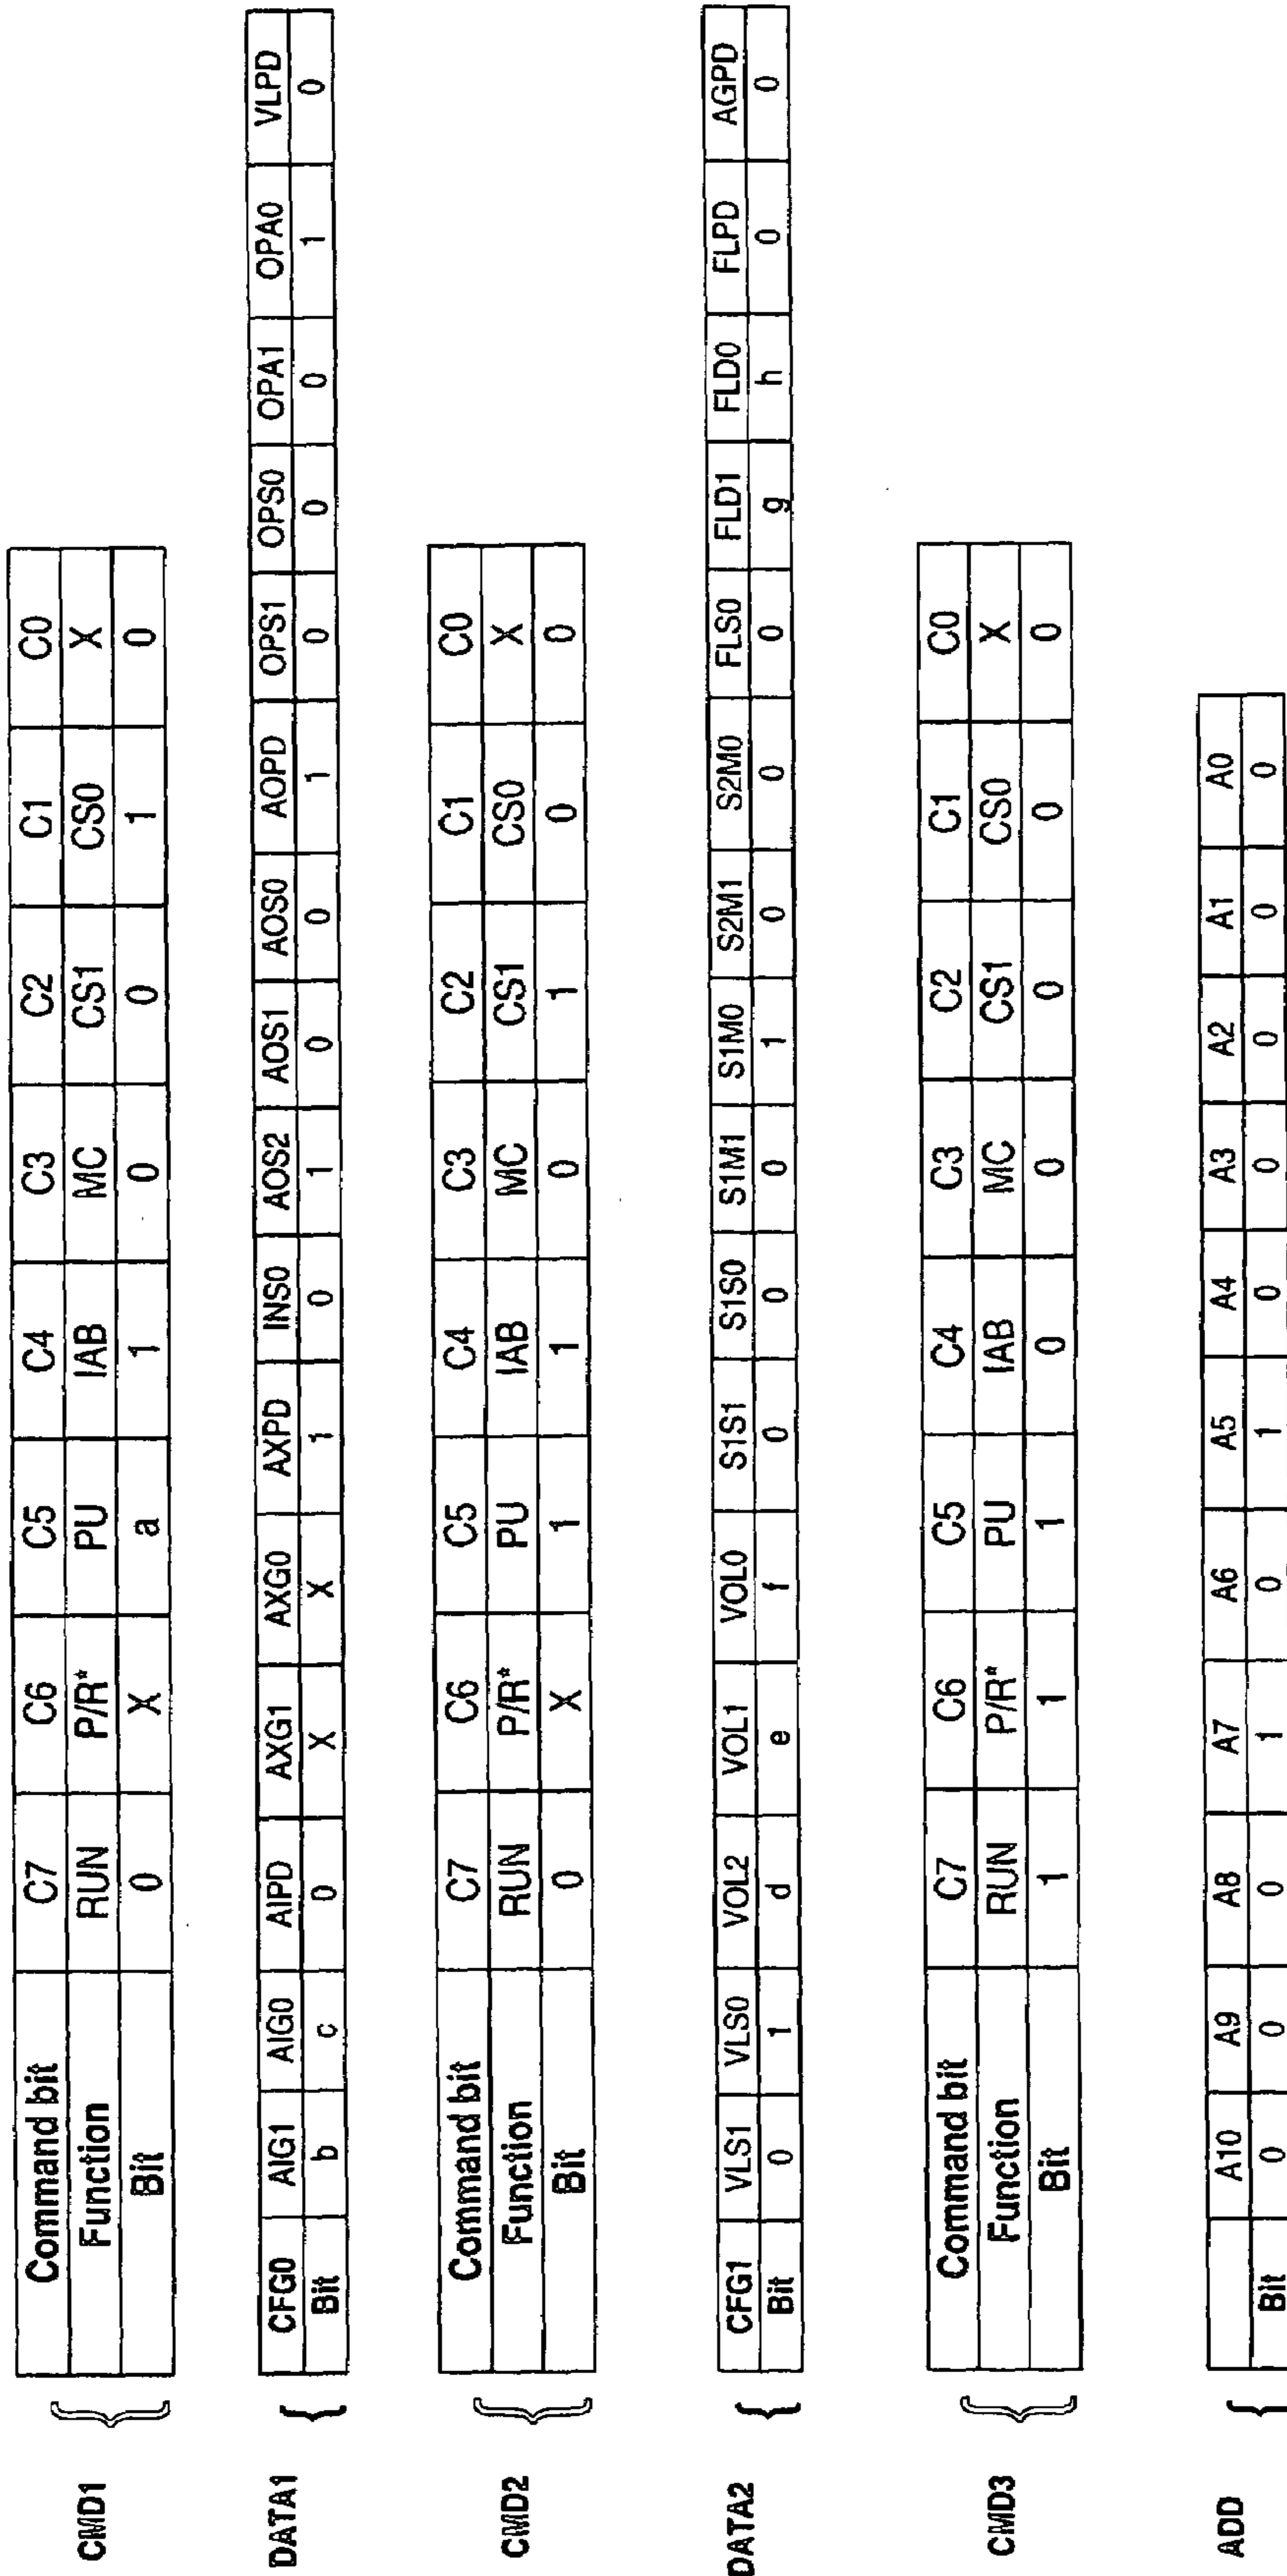 CMD1
Command bit C7 C6 C5 C4 C3 C2 C1 C0
Function RUN P/R* PU IAB MC CS1 CS0 X
Bit 0 X a 1 0 0 1 0
DATA1
CFG0 AIG1 AIG0 AIPD AXG1 AXG0 AXPD INS0 AOS2 AOS1 AOS0 AOPD OPS1 OPS0 OPA1 OPA0 VLPD
Bit b c 0 X X 1 0 1 0 0 1 0 0 0 1 0
CMD2
Command bit C7 C6 C5 C4 C3 C2 C1 C0
Function RUN P/R* PU IAB MC CS1 CS0 X
Bit 0 X 1 1 0 1 0 0
DATA2
CFG1 VLS1 VLS0 VOL2 VOL1 VOL0 S1S1 S1S0 S1M1 S1M0 S2M1 S2M0 FLS0 FLD1 FLD0 FLPD AGPD
Bit 0 1 d e f 0 0 0 1 0 0 0 g h 0 0
CMD3
Command bit C7 C6 C5 C4 C3 C2 C1 C0
Function RUN P/R* PU IAB MC CS1 CS0 X
Bit 1 1 1 0 0 0 0 0
ADD
A10 A9 A8 A7 A6 A5 A4 A3 A2 A1 A0
Bit 0 0 0 1 0 1 0 0 0 0 0